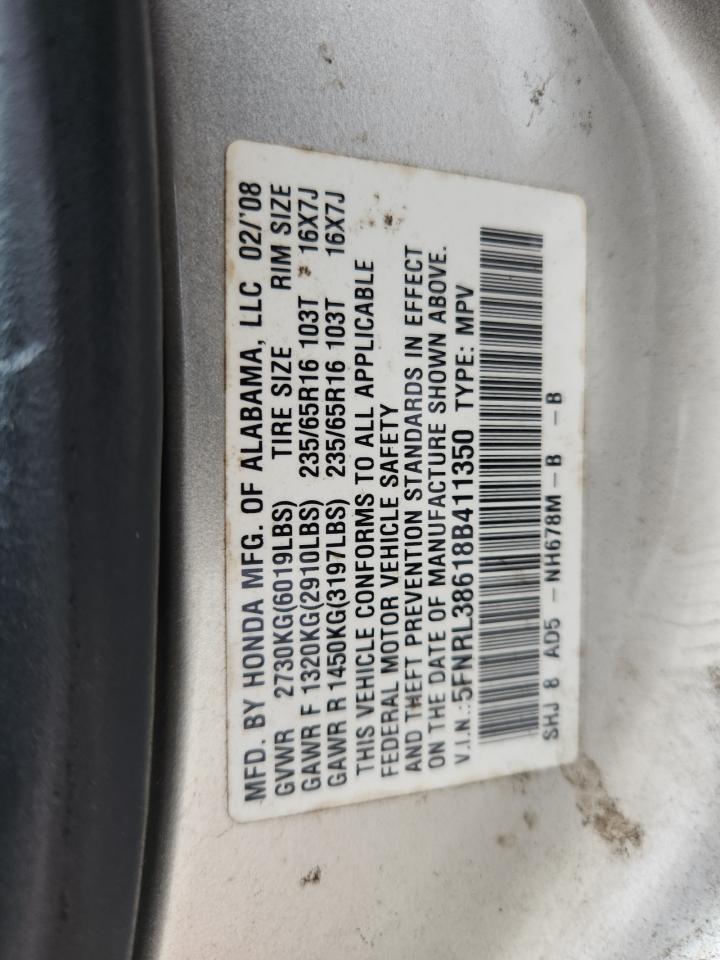 MFD. BY HONDA MFG. OF ALABAMA, LLC 02/'08
GVWR 2730KG(6019LBS) TIRE SIZE RIM SIZE
GAWR F 1320KG(2910LBS) 235/65R16 103T 16X7J
GAWR R 1450KG(3197LBS) 235/65R16 103T 16X7J
THIS VEHICLE CONFORMS TO ALL APPLICABLE
FEDERAL MOTOR VEHICLE SAFETY
AND THEFT PREVENTION STANDARDS IN EFFECT
ON THE DATE OF MANUFACTURE SHOWN ABOVE.
V.I.N.:5FNRL38618B411350 TYPE: MPV
SHJ 8 AD5 -NH678M-B -B